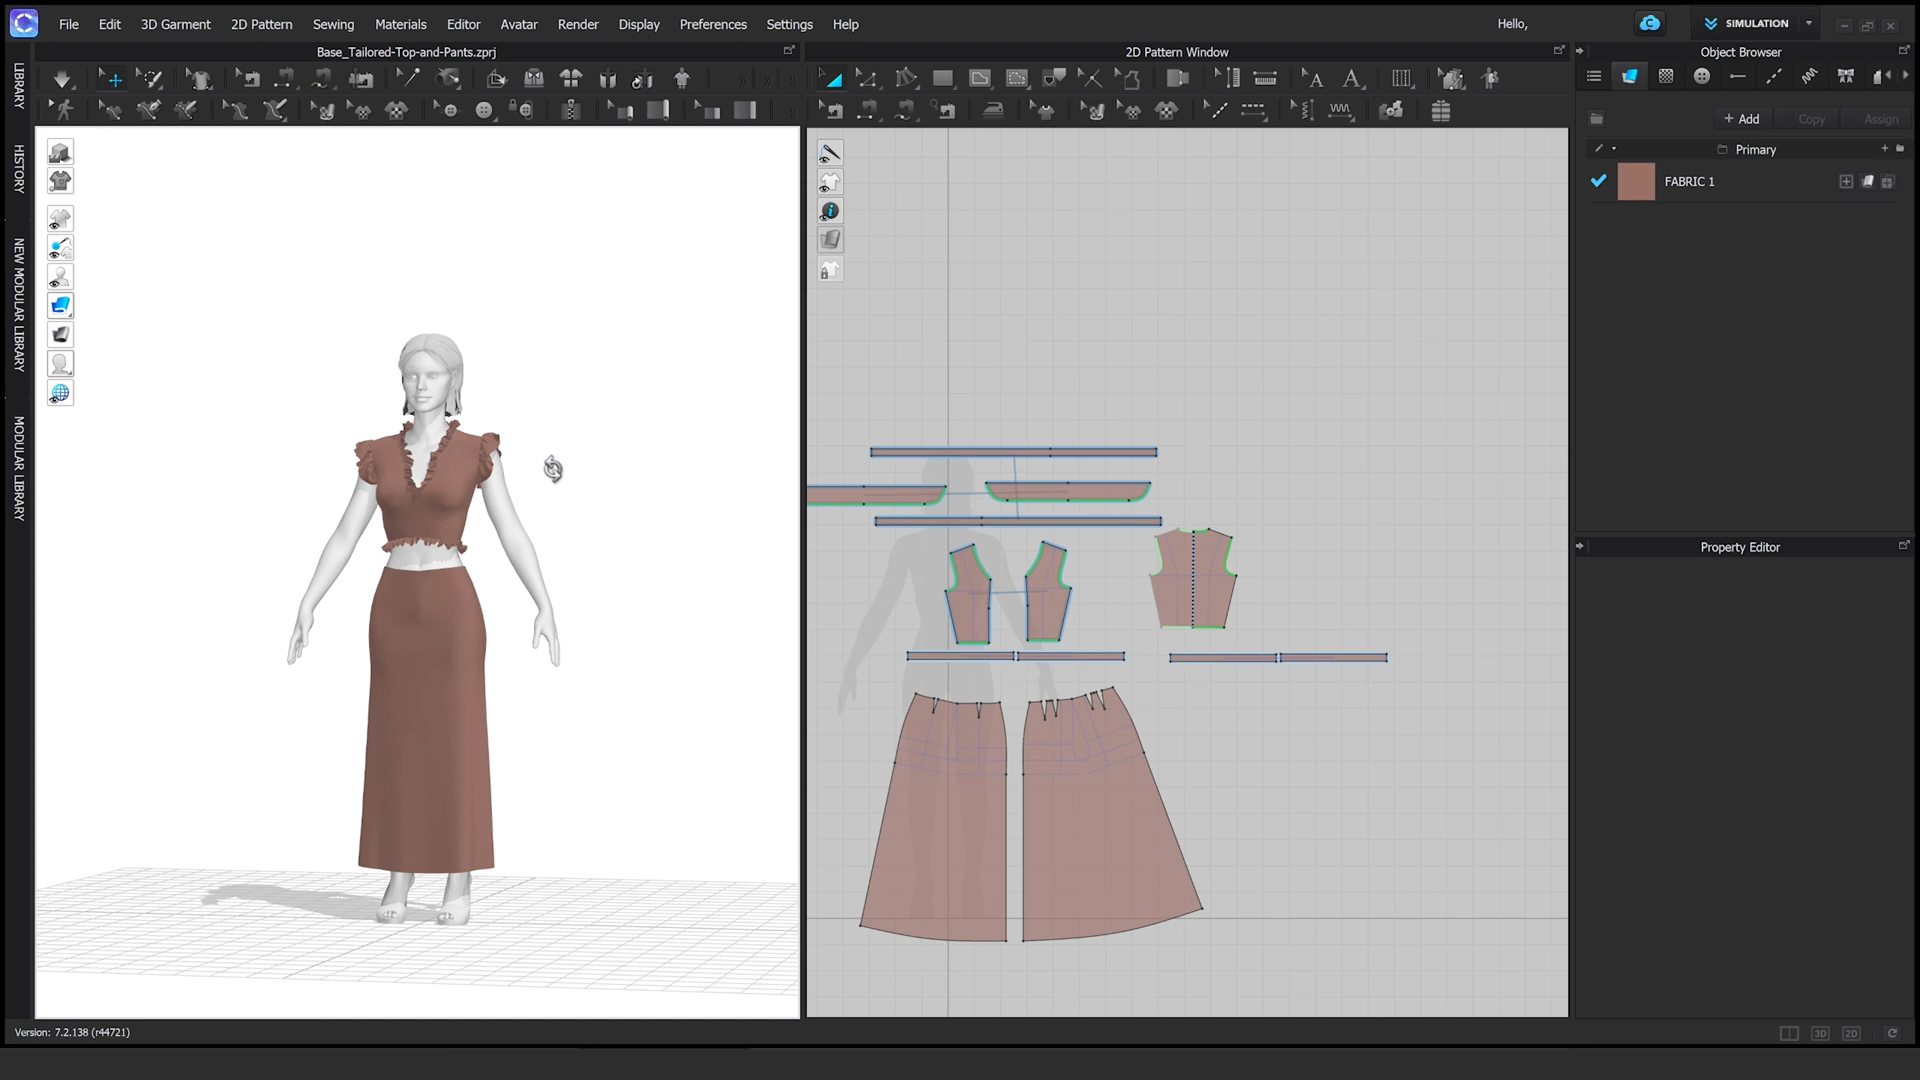 File Edit 3D Garment 2D Pattern Sewing Materials Editor Avatar Render Display Preferences Settings Help Hello, SIMULATION
Base_Tailored-Top-and-Pants.zprj 2D Pattern Window Object Browser
LIBRARY
HISTORY
NEW MODULAR LIBRARY
MODULAR LIBRARY
+ Add Copy Assign
Primary
FABRIC 1
Property Editor
Version: 7.2.138 (r44721)
3D 2D